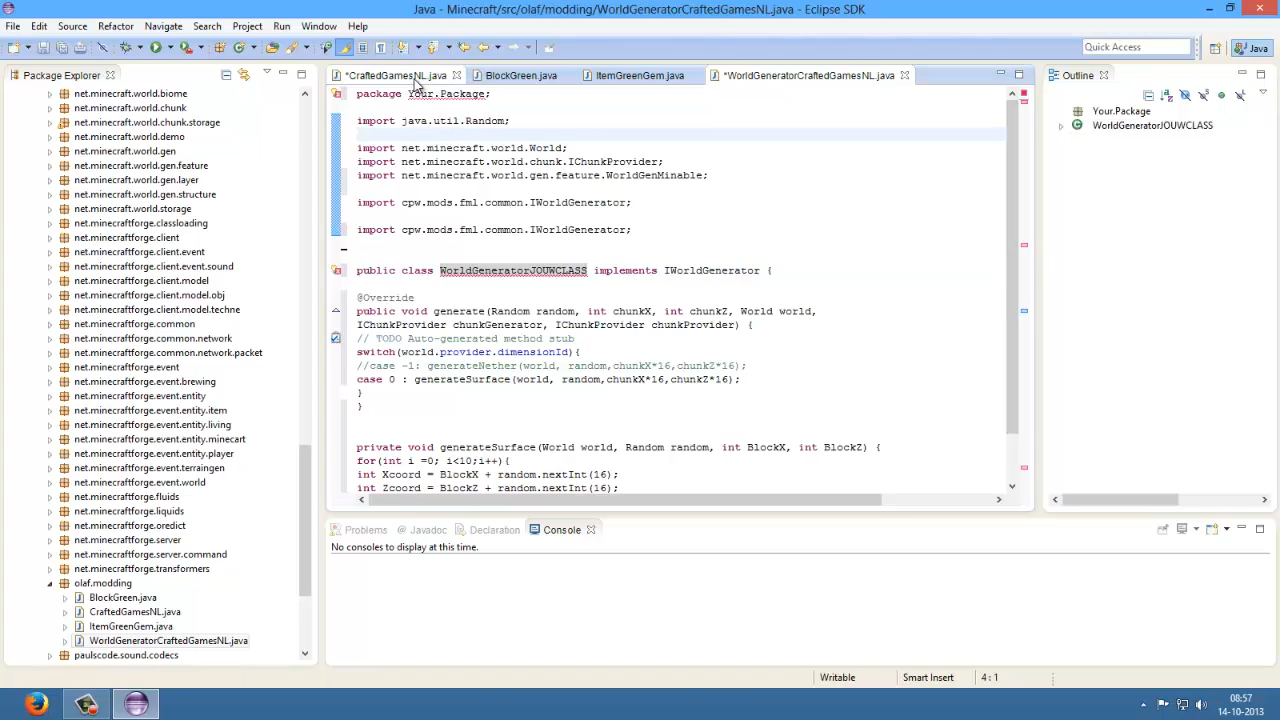 Java - Minecraft/src/olaf/modding/WorldGeneratorCraftedGamesNL.java - Eclipse SDK
File Edit Source Refactor Navigate Search Project Run Window Help
Quick Access
Java
Package Explorer
*CraftedGamesNL.java
BlockGreen.java
ItemGreenGem.java
*WorldGeneratorCraftedGamesNL.java
Outline
net.minecraft.world.biome
net.minecraft.world.chunk
net.minecraft.world.chunk.storage
net.minecraft.world.demo
net.minecraft.world.gen
net.minecraft.world.gen.feature
net.minecraft.world.gen.layer
net.minecraft.world.gen.structure
net.minecraft.world.storage
net.minecraftforge.classloading
net.minecraftforge.client
net.minecraftforge.client.event
net.minecraftforge.client.event.sound
net.minecraftforge.client.model
net.minecraftforge.client.model.obj
net.minecraftforge.client.model.techne
net.minecraftforge.common
net.minecraftforge.common.network
net.minecraftforge.common.network.packet
net.minecraftforge.event
net.minecraftforge.event.brewing
net.minecraftforge.event.entity
net.minecraftforge.event.entity.item
net.minecraftforge.event.entity.living
net.minecraftforge.event.entity.minecart
net.minecraftforge.event.entity.player
net.minecraftforge.event.terraingen
net.minecraftforge.event.world
net.minecraftforge.fluids
net.minecraftforge.liquids
net.minecraftforge.oredict
net.minecraftforge.server
net.minecraftforge.server.command
net.minecraftforge.transformers
olaf.modding
BlockGreen.java
CraftedGamesNL.java
ItemGreenGem.java
WorldGeneratorCraftedGamesNL.java
paulscode.sound.codecs
package Your.Package;
import java.util.Random;
import net.minecraft.world.World;
import net.minecraft.world.chunk.IChunkProvider;
import net.minecraft.world.gen.feature.WorldGenMinable;
import cpw.mods.fml.common.IWorldGenerator;
import cpw.mods.fml.common.IWorldGenerator;
public class WorldGeneratorJOUWCLASS implements IWorldGenerator {
@Override
public void generate(Random random, int chunkX, int chunkZ, World world,
IChunkProvider chunkGenerator, IChunkProvider chunkProvider) {
// TODO Auto-generated method stub
switch(world.provider.dimensionId){
//case -1: generateNether(world, random,chunkX*16,chunkZ*16);
case 0 : generateSurface(world, random,chunkX*16,chunkZ*16);
}
}
private void generateSurface(World world, Random random, int BlockX, int BlockZ) {
for(int i =0; i<10;i++){
int Xcoord = BlockX + random.nextInt(16);
int Zcoord = BlockZ + random.nextInt(16);
Your.Package
WorldGeneratorJOUWCLASS
Problems @ Javadoc Declaration Console
No consoles to display at this time.
Writable Smart Insert 4 : 1
08:57
14-10-2013